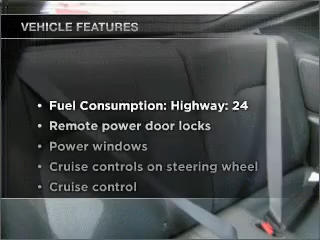 VEHICLE FEATURES
• Fuel Consumption: Highway: 24
• Remote power door locks
• Power windows
• Cruise controls on steering wheel
• Cruise control